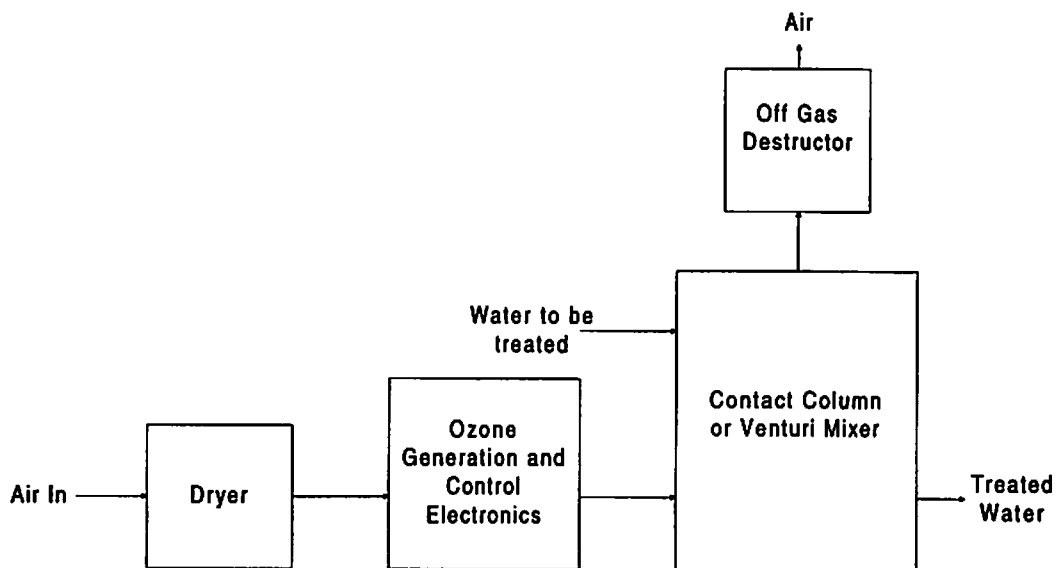 Air
Off Gas
Destructor
Water to be
treated
Contact Column
or Venturi Mixer
Ozone
Generation and
Control
Electronics
Air In
Dryer
Treated
Water